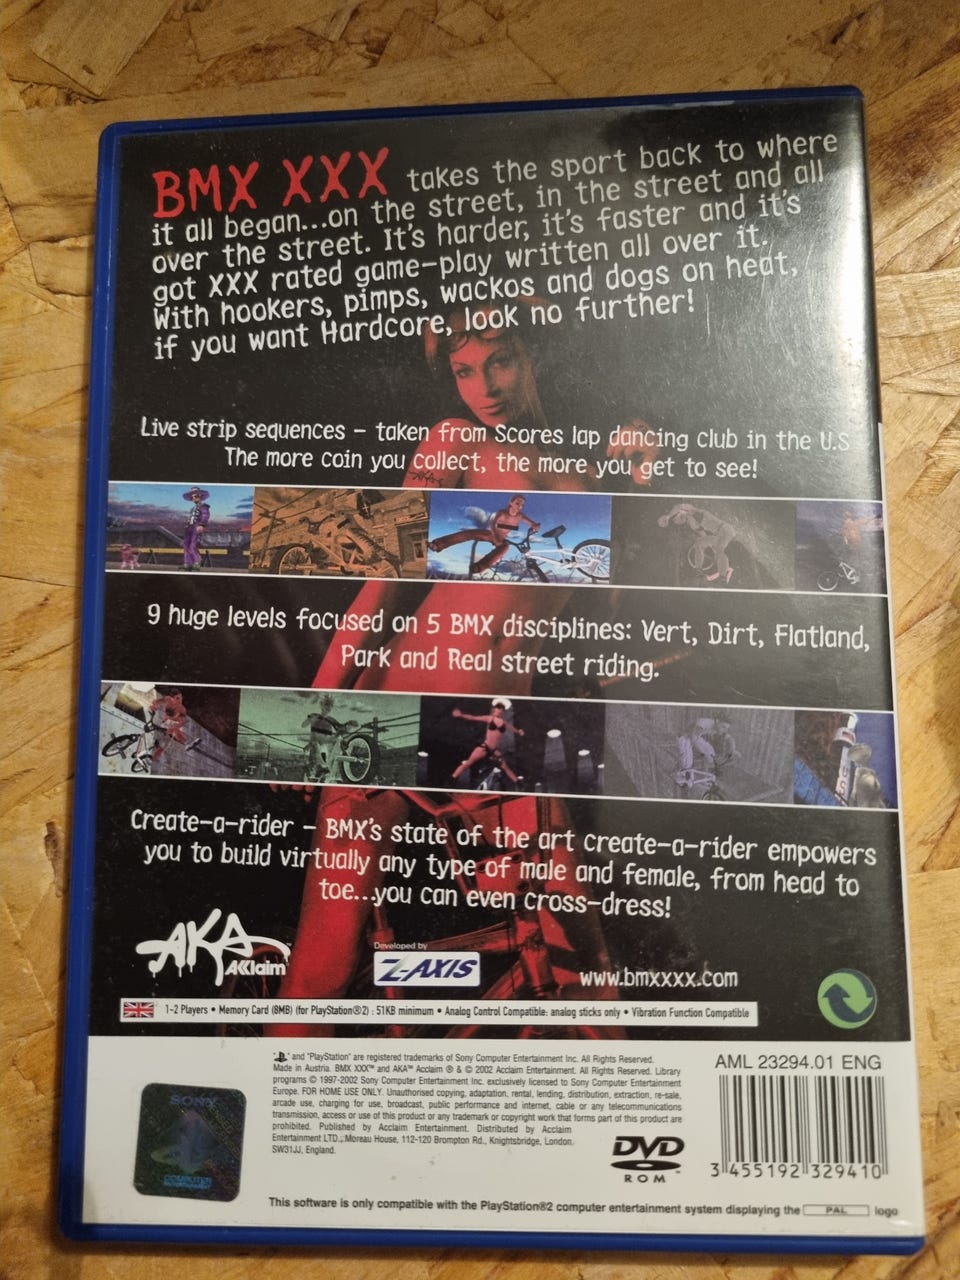 BMX XXX takes the sport back to where
it all began...on the street, in the street and all
over the street. It's harder, it's faster and it's
got XXX rated game-play written all over it.
With hookers, pimps, wackos and dogs on heat,
if you want Hardcore, look no further!
Live strip sequences - taken from Scores lap dancing club in the U.S
The more coin you collect, the more you get to see!
9 huge levels focused on 5 BMX disciplines: Vert, Dirt, Flatland,
Park and Real street riding.
Create-a-rider - BMX's state of the art create-a-rider empowers
you to build virtually any type of male and female, from head to
toe...you can even cross-dress!
AKA
Acclaim
Developed by
Z-AXIS
www.bmxxxx.com
1-2 Players • Memory Card (8MB) (for PlayStation®2) : 51KB minimum • Analog Control Compatible: analog sticks only • Vibration Function Compatible
and "PlayStation" are registered trademarks of Sony Computer Entertainment Inc. All Rights Reserved.
Made in Austria. BMX XXX™ and AKA™ Acclaim ® & © 2002 Acclaim Entertainment. All Rights Reserved. Library
programs © 1997-2002 Sony Computer Entertainment Inc. exclusively licensed to Sony Computer Entertainment
Europe. FOR HOME USE ONLY. Unauthorised copying, adaptation, rental, lending, distribution, extraction, re-sale,
arcade use, charging for use, broadcast, public performance and internet, cable or any telecommunications
transmission, access or use of this product or any trademark or copyright work that forms part of this product are
prohibited. Published by Acclaim Entertainment. Distributed by Acclaim
Entertainment LTD., Moreau House, 112-120 Brompton Rd., Knightsbridge, London.
SW31JJ, England.
AML 23294.01 ENG
3 455192 329410
SONY
COMPUTER
ENTERTAINMENT
DVD
ROM
This software is only compatible with the PlayStation®2 computer entertainment system displaying the PAL logo